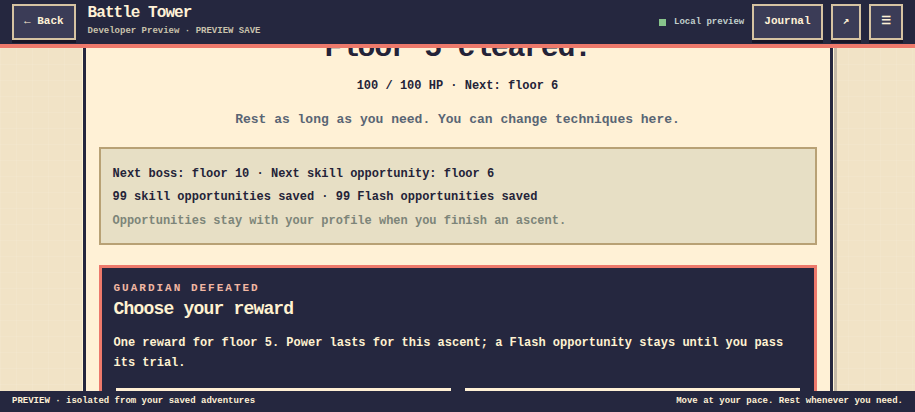 ← Back
Battle Tower
Developer Preview · PREVIEW SAVE
Local preview
Journal
↗
☰
Floor 5 cleared!
100 / 100 HP · Next: floor 6
Rest as long as you need. You can change techniques here.
Next boss: floor 10 · Next skill opportunity: floor 6
99 skill opportunities saved · 99 Flash opportunities saved
Opportunities stay with your profile when you finish an ascent.
GUARDIAN DEFEATED
Choose your reward
One reward for floor 5. Power lasts for this ascent; a Flash opportunity stays until you pass
its trial.
PREVIEW · isolated from your saved adventures
Move at your pace. Rest whenever you need.